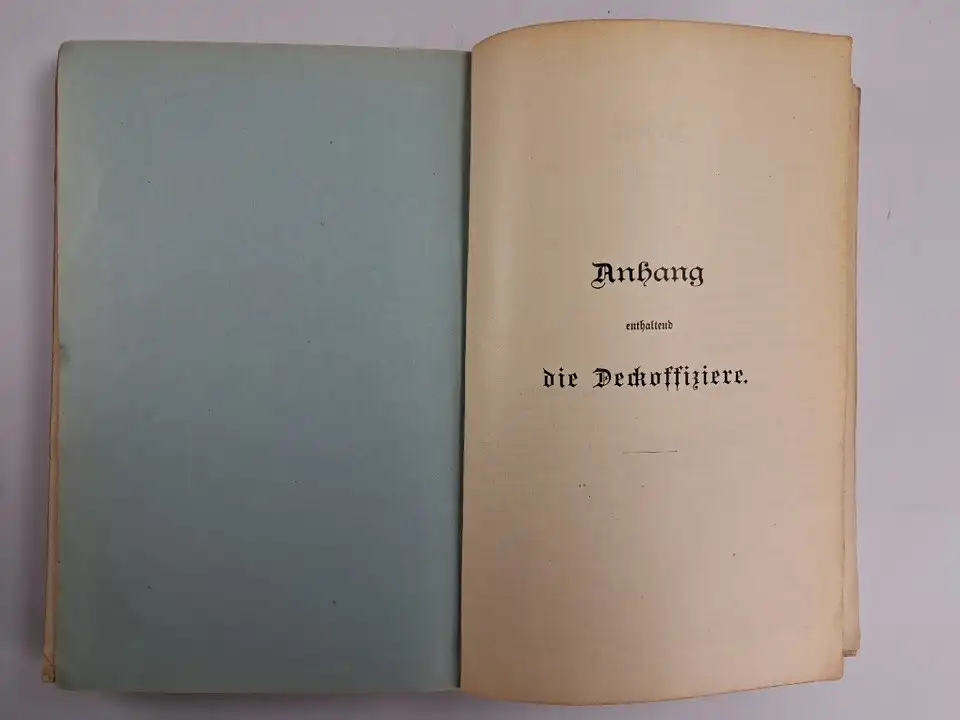 Anhang
enthaltend
die Deckoffiziere.